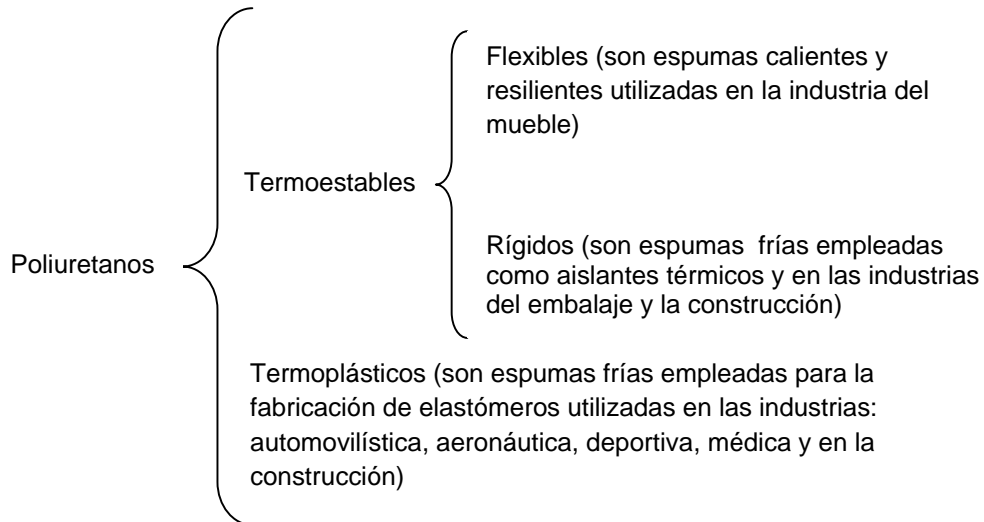 Flexibles (son espumas calientes y
resilientes utilizadas en la industria del
mueble)
Termoestables
Rígidos (son espumas frías empleadas
como aislantes térmicos y en las industrias
del embalaje y la construcción)
Poliuretanos
Termoplásticos (son espumas frías empleadas para la
fabricación de elastómeros utilizadas en las industrias:
automovilística, aeronáutica, deportiva, médica y en la
construcción)